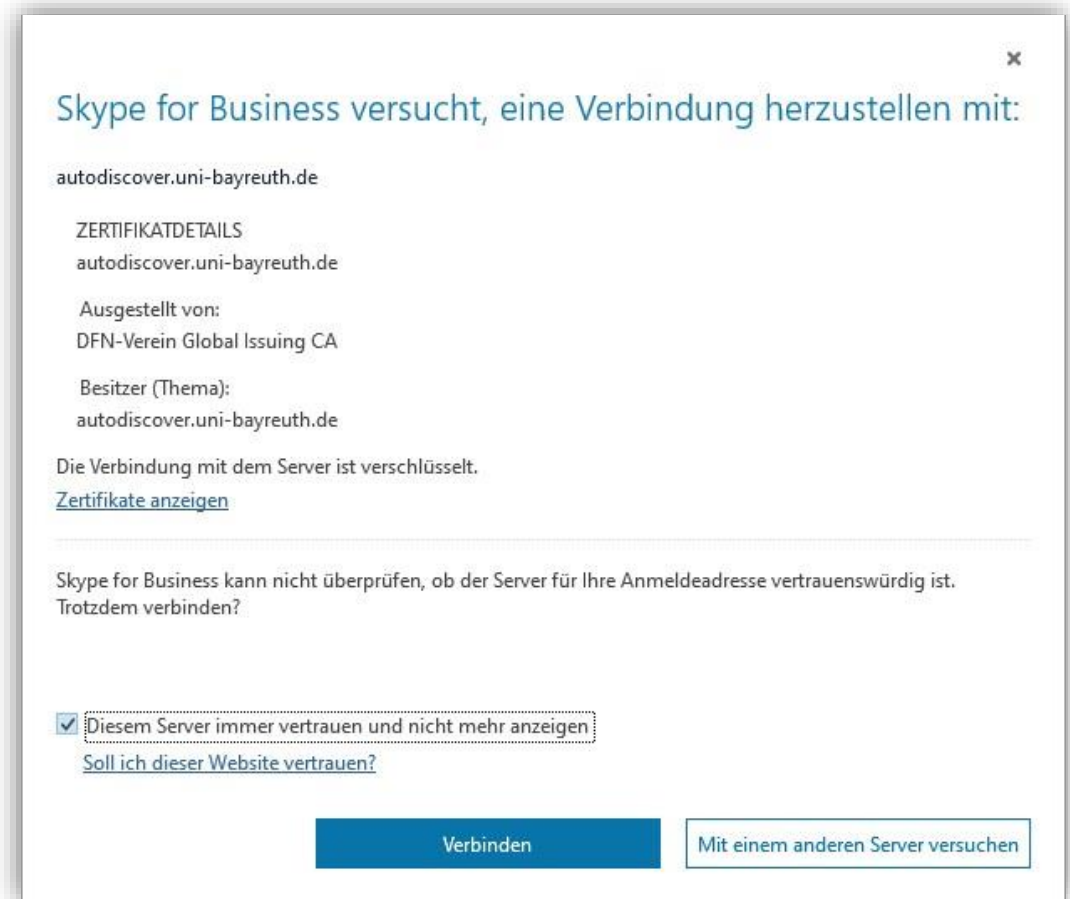 Skype for Business versucht, eine Verbindung herzustellen mit:
autodiscover.uni-bayreuth.de
ZERTIFIKATDETAILS
autodiscover.uni-bayreuth.de
Ausgestellt von:
DFN-Verein Global Issuing CA
Besitzer (Thema):
autodiscover.uni-bayreuth.de
Die Verbindung mit dem Server ist verschlüsselt.
Zertifikate anzeigen
Skype for Business kann nicht überprüfen, ob der Server für Ihre Anmeldeadresse vertrauenswürdig ist.
Trotzdem verbinden?
Diesem Server immer vertrauen und nicht mehr anzeigen
Soll ich dieser Website vertrauen?
Verbinden
Mit einem anderen Server versuchen